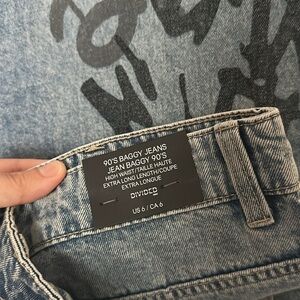 90'S BAGGY JEANS
JEAN BAGGY 90'S
HIGH WAIST/TAILLE HAUTE
EXTRA LONG LENGTH/COUPE
EXTRA LONGUE
DIVIDED
US 6 / CA 6